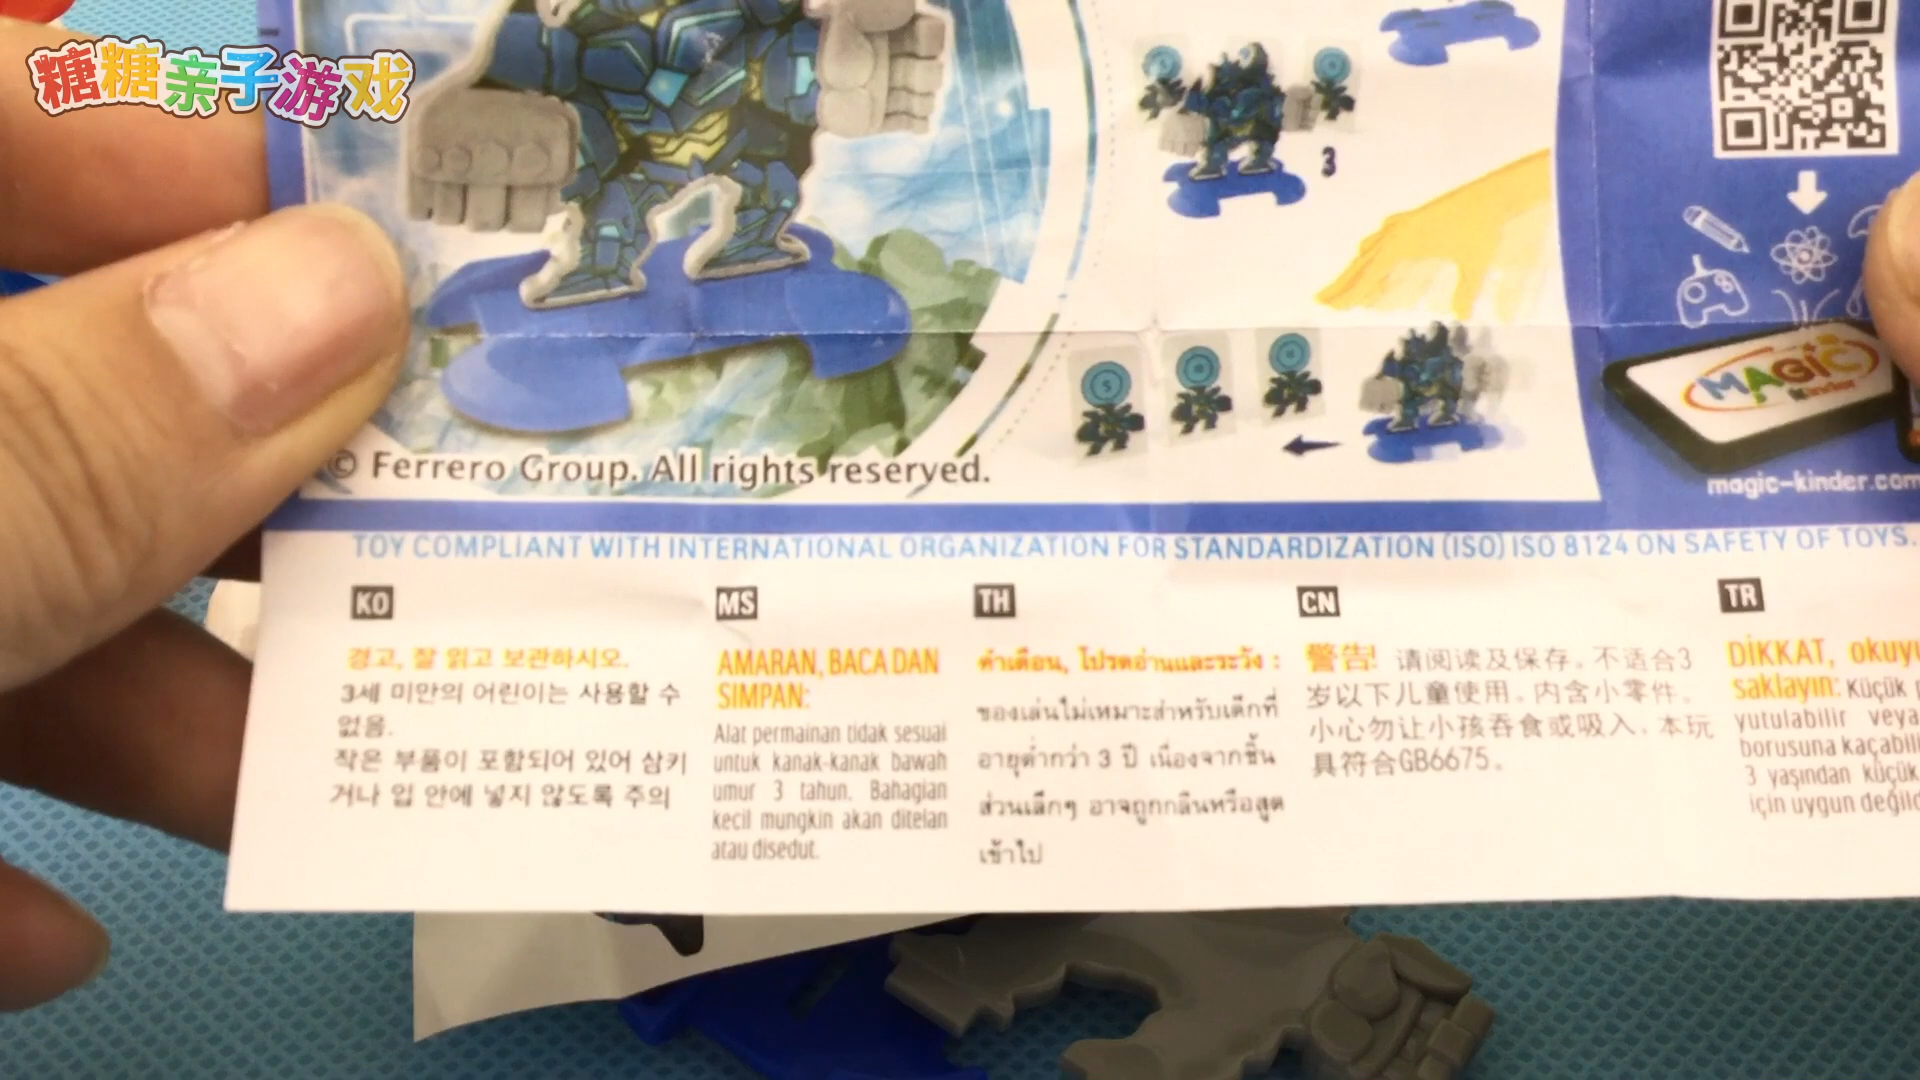 糖糖亲子游戏
3
MAGIC
© Ferrero Group. All rights reserved.
magic-kinder.com
TOY COMPLIANT WITH INTERNATIONAL ORGANIZATION FOR STANDARDIZATION (ISO) ISO 8124 ON SAFETY OF TOYS.
KO
경고, 잘 읽고 보관하시오.
3세 미만의 어린이는 사용할 수
없음.
작은 부품이 포함되어 있어 삼키
거나 입 안에 넣지 않도록 주의
MS
AMARAN, BACA DAN
SIMPAN:
Alat permainan tidak sesuai
untuk kanak-kanak bawah
umur 3 tahun. Bahagian
kecil mungkin akan ditelan
atau disedut.
TH
คำเตือน, โปรดอ่านและระวัง :
ของเล่นไม่เหมาะสำหรับเด็กที่
อายุต่ำกว่า 3 ปี เนื่องจากชิ้น
ส่วนเล็กๆ อาจถูกกลืนหรือสูด
เข้าไป
CN
警告! 请阅读及保存。不适合3
岁以下儿童使用。内含小零件。
小心勿让小孩吞食或吸入。本玩
具符合GB6675。
TR
DİKKAT, okuyu
saklayın: Küçük
yutulabilir veya
borusuna kaçabili
3 yaşından küçük
için uygun değild